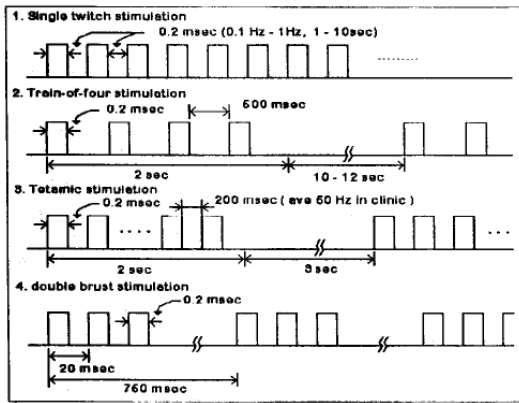 1. Single twitch stimulation
0.2 msec (0.1 Hz - 1Hz, 1 - 10sec)
2. Train-of-four stimulation
0.2 msec
500 msec
2 sec
10 - 12 sec
3. Tetamic stimulation
0.2 msec
200 msec ( ave 50 Hz in clinic )
2 sec
3 sec
4. double brust stimulation
0.2 msec
20 msec
760 msec